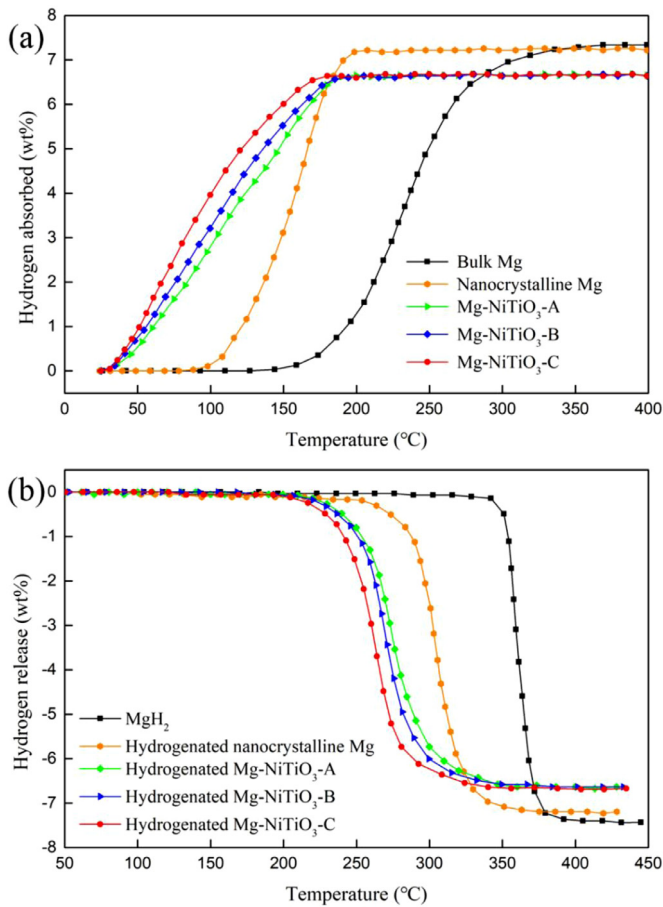 (a)
8
7
6
5
4
3
2
1
0
Hydrogen absorbed (wt%)
Bulk Mg
Nanocrystalline Mg
Mg-NiTiO₃-A
Mg-NiTiO₃-B
Mg-NiTiO₃-C
0 50 100 150 200 250 300 350 400
Temperature (℃)
(b)
0
-1
-2
-3
-4
-5
-6
-7
-8
Hydrogen release (wt%)
MgH₂
Hydrogenated nanocrystalline Mg
Hydrogenated Mg-NiTiO₃-A
Hydrogenated Mg-NiTiO₃-B
Hydrogenated Mg-NiTiO₃-C
50 100 150 200 250 300 350 400 450
Temperature (℃)